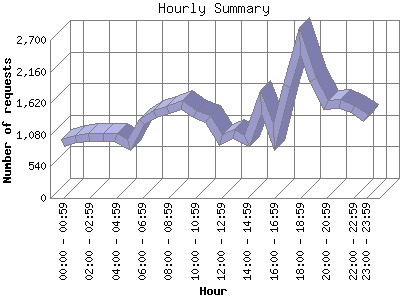 Hourly Summary
Number of requests
2,700
2,160
1,620
1,080
540
0
00:00 - 00:59
02:00 - 02:59
04:00 - 04:59
06:00 - 06:59
08:00 - 08:59
10:00 - 10:59
12:00 - 12:59
14:00 - 14:59
16:00 - 16:59
18:00 - 18:59
20:00 - 20:59
22:00 - 22:59
23:00 - 23:59
Hour